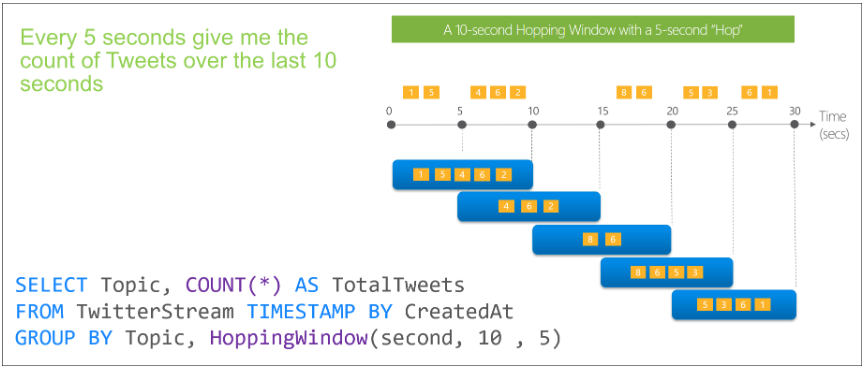 Every 5 seconds give me the
count of Tweets over the last 10
seconds
A 10-second Hopping Window with a 5-second "Hop"
1 5 4 6 2 8 6 5 3 6 1
0 5 10 15 20 25 30 Time
(secs)
1 5 4 6 2
4 6 2
8 6
8 6 5 3
5 3 6 1
SELECT Topic, COUNT(*) AS TotalTweets
FROM TwitterStream TIMESTAMP BY CreatedAt
GROUP BY Topic, HoppingWindow(second, 10 , 5)